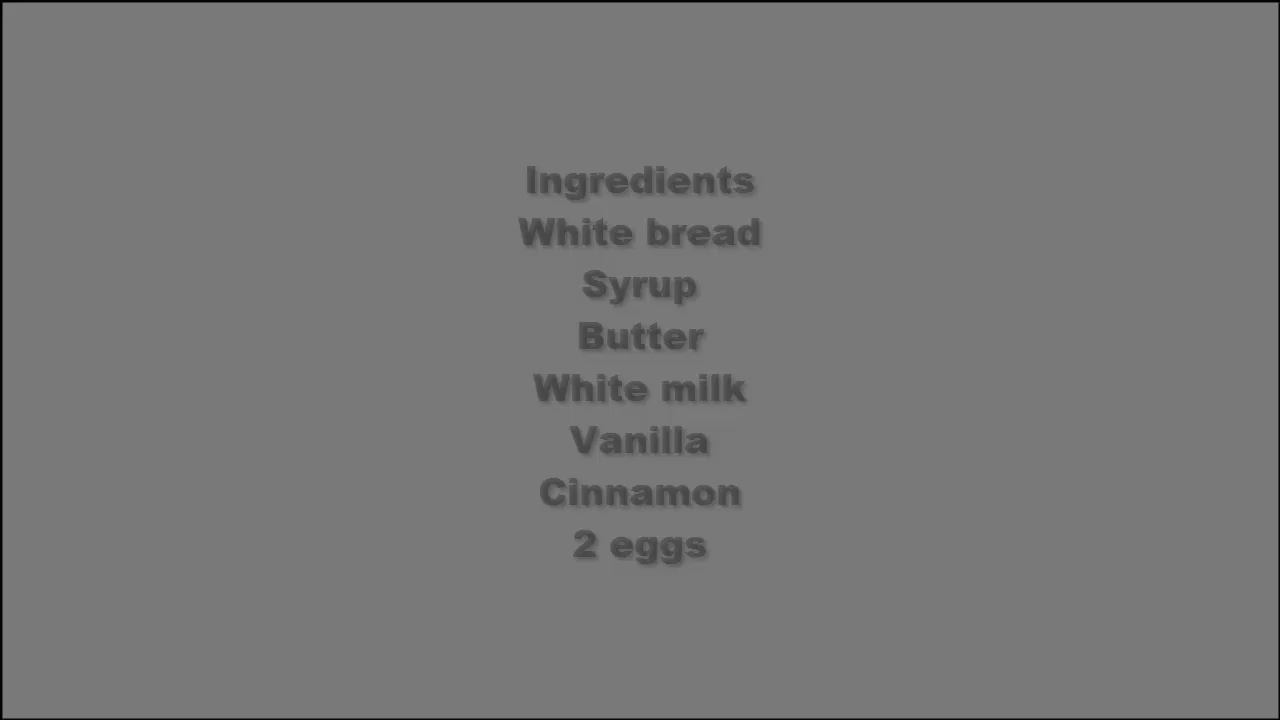 Ingredients
White bread
Syrup
Butter
White milk
Vanilla
Cinnamon
2 eggs